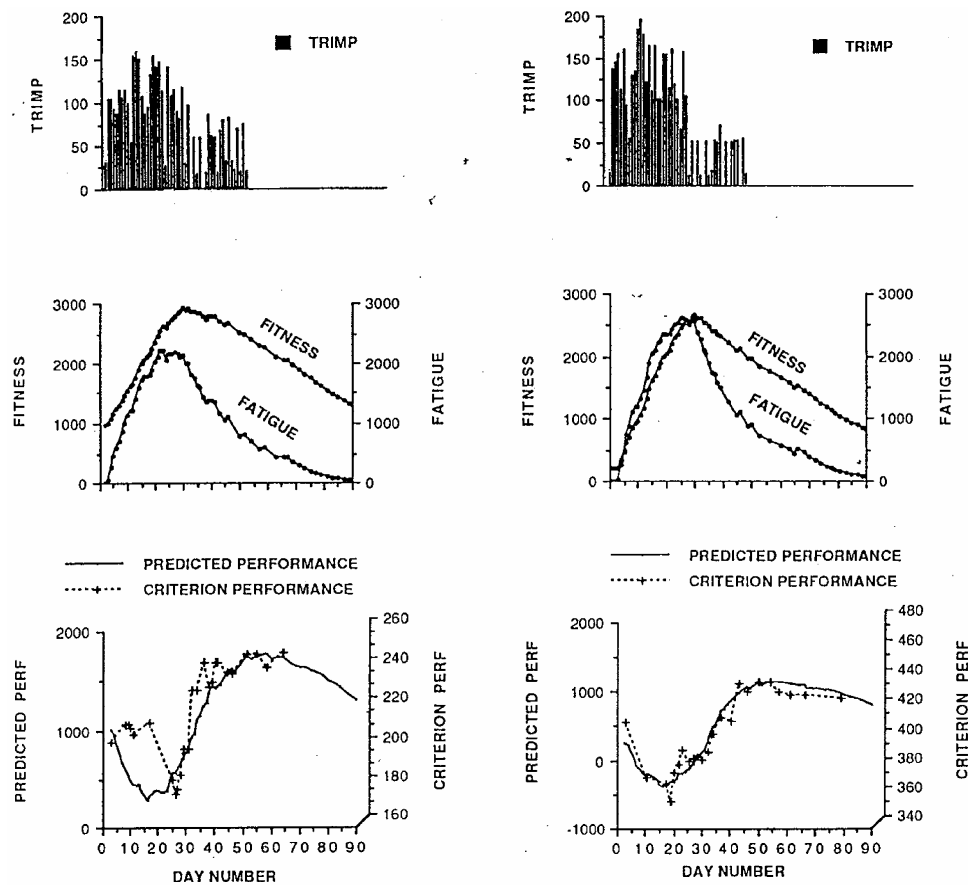 200
150
100
50
0
TRIMP
TRIMP
200
150
100
50
0
TRIMP
TRIMP
3000
2000
1000
0
FITNESS
FITNESS
FATIGUE
3000
2000
1000
0
FATIGUE
3000
2000
1000
0
FITNESS
FITNESS
FATIGUE
3000
2000
1000
0
FATIGUE
PREDICTED PERFORMANCE
CRITERION PERFORMANCE
2000
1000
0
PREDICTED PERF
260
240
220
200
180
160
CRITERION PERF
0 10 20 30 40 50 60 70 80 90
DAY NUMBER
PREDICTED PERFORMANCE
CRITERION PERFORMANCE
2000
1000
0
-1000
PREDICTED PERF
480
460
440
420
400
380
360
340
CRITERION PERF
0 10 20 30 40 50 60 70 80 90
DAY NUMBER